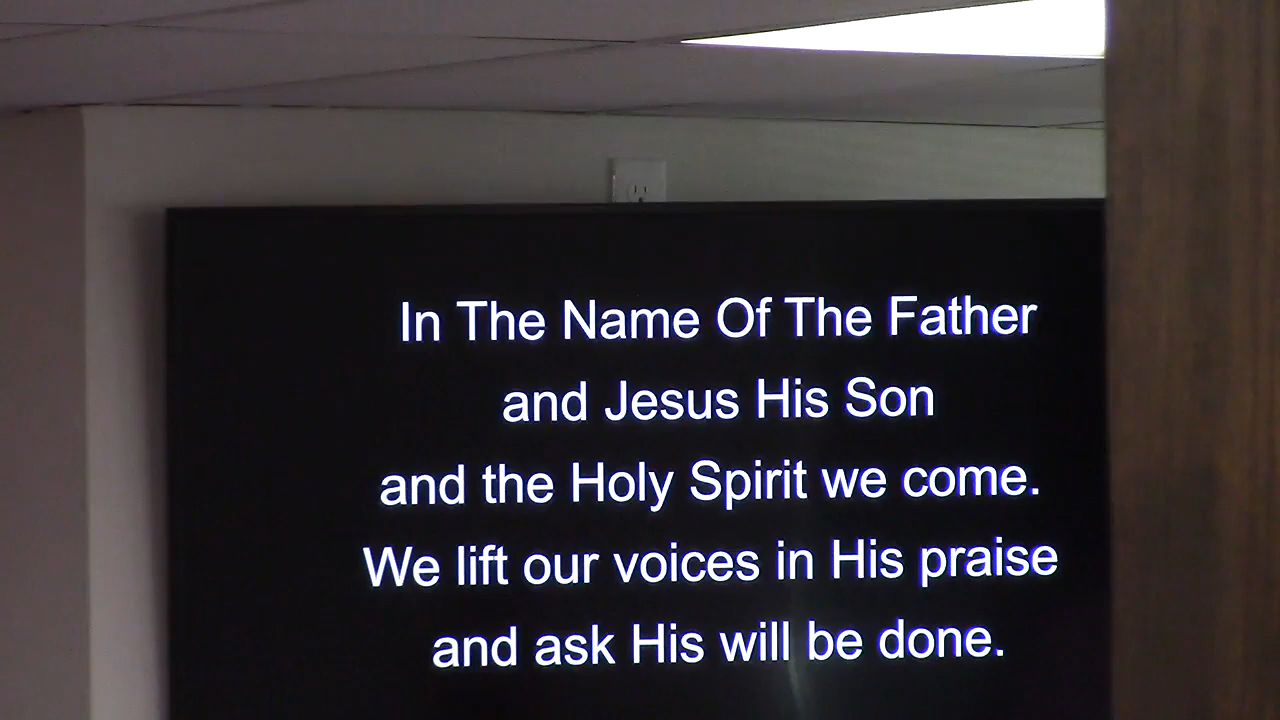 In The Name Of The Father
and Jesus His Son
and the Holy Spirit we come.
We lift our voices in His praise
and ask His will be done.